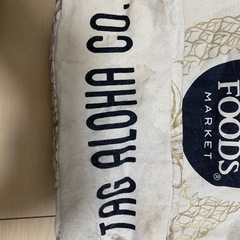 TAG ALOHA CO.
FOODS
MARKET
®